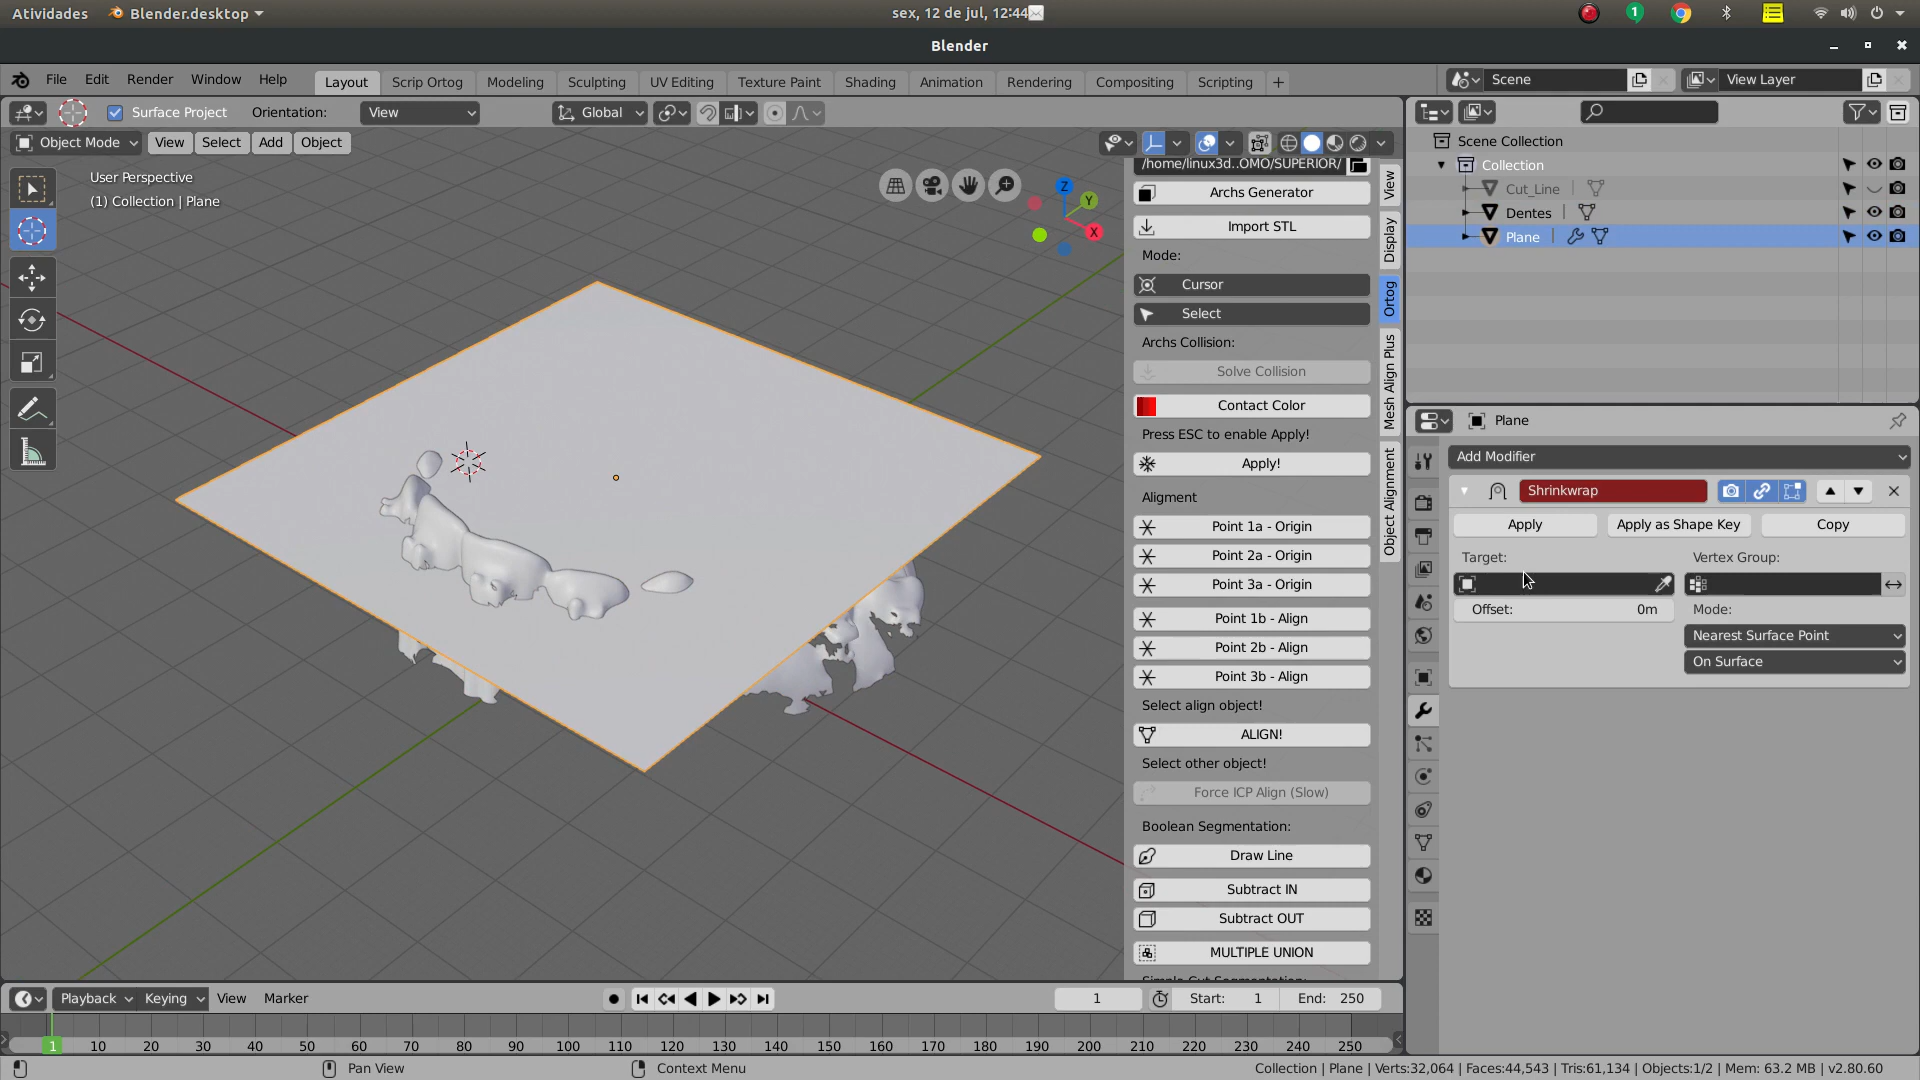 Atividades Blender.desktop sex, 12 de jul, 12:44 1
Blender
File Edit Render Window Help Layout Scrip Ortog Modeling Sculpting UV Editing Texture Paint Shading Animation Rendering Compositing Scripting + Scene View Layer
Surface Project Orientation: View Global
Object Mode View Select Add Object
User Perspective
(1) Collection | Plane
Z
Y
X
/home/linux3d..OMO/SUPERIOR/
Archs Generator
Import STL
Mode:
Cursor
Select
Archs Collision:
Solve Collision
Contact Color
Press ESC to enable Apply!
Apply!
Aligment
Point 1a - Origin
Point 2a - Origin
Point 3a - Origin
Point 1b - Align
Point 2b - Align
Point 3b - Align
Select align object!
ALIGN!
Select other object!
Force ICP Align (Slow)
Boolean Segmentation:
Draw Line
Subtract IN
Subtract OUT
MULTIPLE UNION
View
Display
Ortog
Mesh Align Plus
Object Alignment
Scene Collection
Collection
Cut_Line
Dentes
Plane
Plane
Add Modifier
Shrinkwrap
Apply Apply as Shape Key Copy
Target: Vertex Group:
Offset: 0m Mode:
Nearest Surface Point
On Surface
Playback Keying View Marker 1 Start: 1 End: 250
1 10 20 30 40 50 60 70 80 90 100 110 120 130 140 150 160 170 180 190 200 210 220 230 240 250
Pan View Context Menu Collection | Plane | Verts:32,064 | Faces:44,543 | Tris:61,134 | Objects:1/2 | Mem: 63.2 MB | v2.80.60